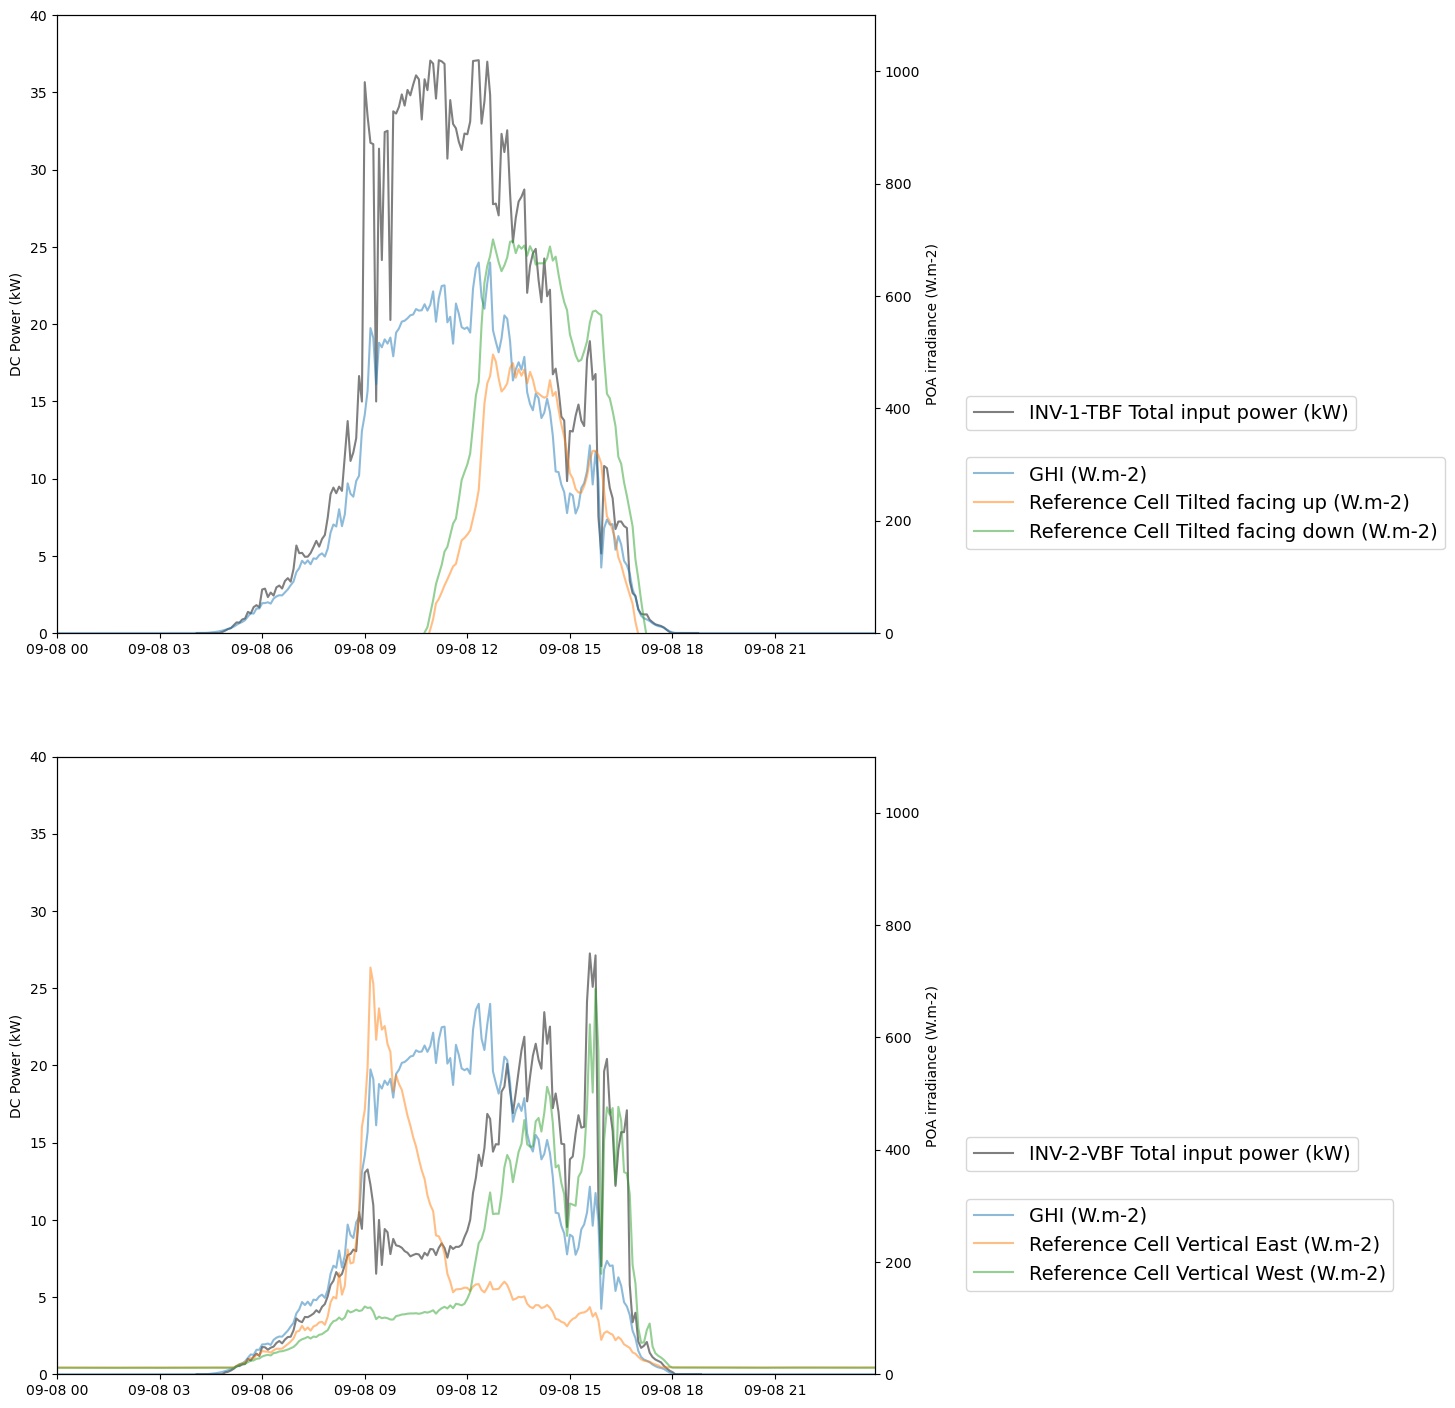 40
35
30
25
20
15
10
5
0
DC Power (kW)
1000
800
600
400
200
0
POA irradiance (W.m-2)
09-08 00 09-08 03 09-08 06 09-08 09 09-08 12 09-08 15 09-08 18 09-08 21
INV-1-TBF Total input power (kW)
GHI (W.m-2)
Reference Cell Tilted facing up (W.m-2)
Reference Cell Tilted facing down (W.m-2)
40
35
30
25
20
15
10
5
0
DC Power (kW)
1000
800
600
400
200
0
POA irradiance (W.m-2)
09-08 00 09-08 03 09-08 06 09-08 09 09-08 12 09-08 15 09-08 18 09-08 21
INV-2-VBF Total input power (kW)
GHI (W.m-2)
Reference Cell Vertical East (W.m-2)
Reference Cell Vertical West (W.m-2)